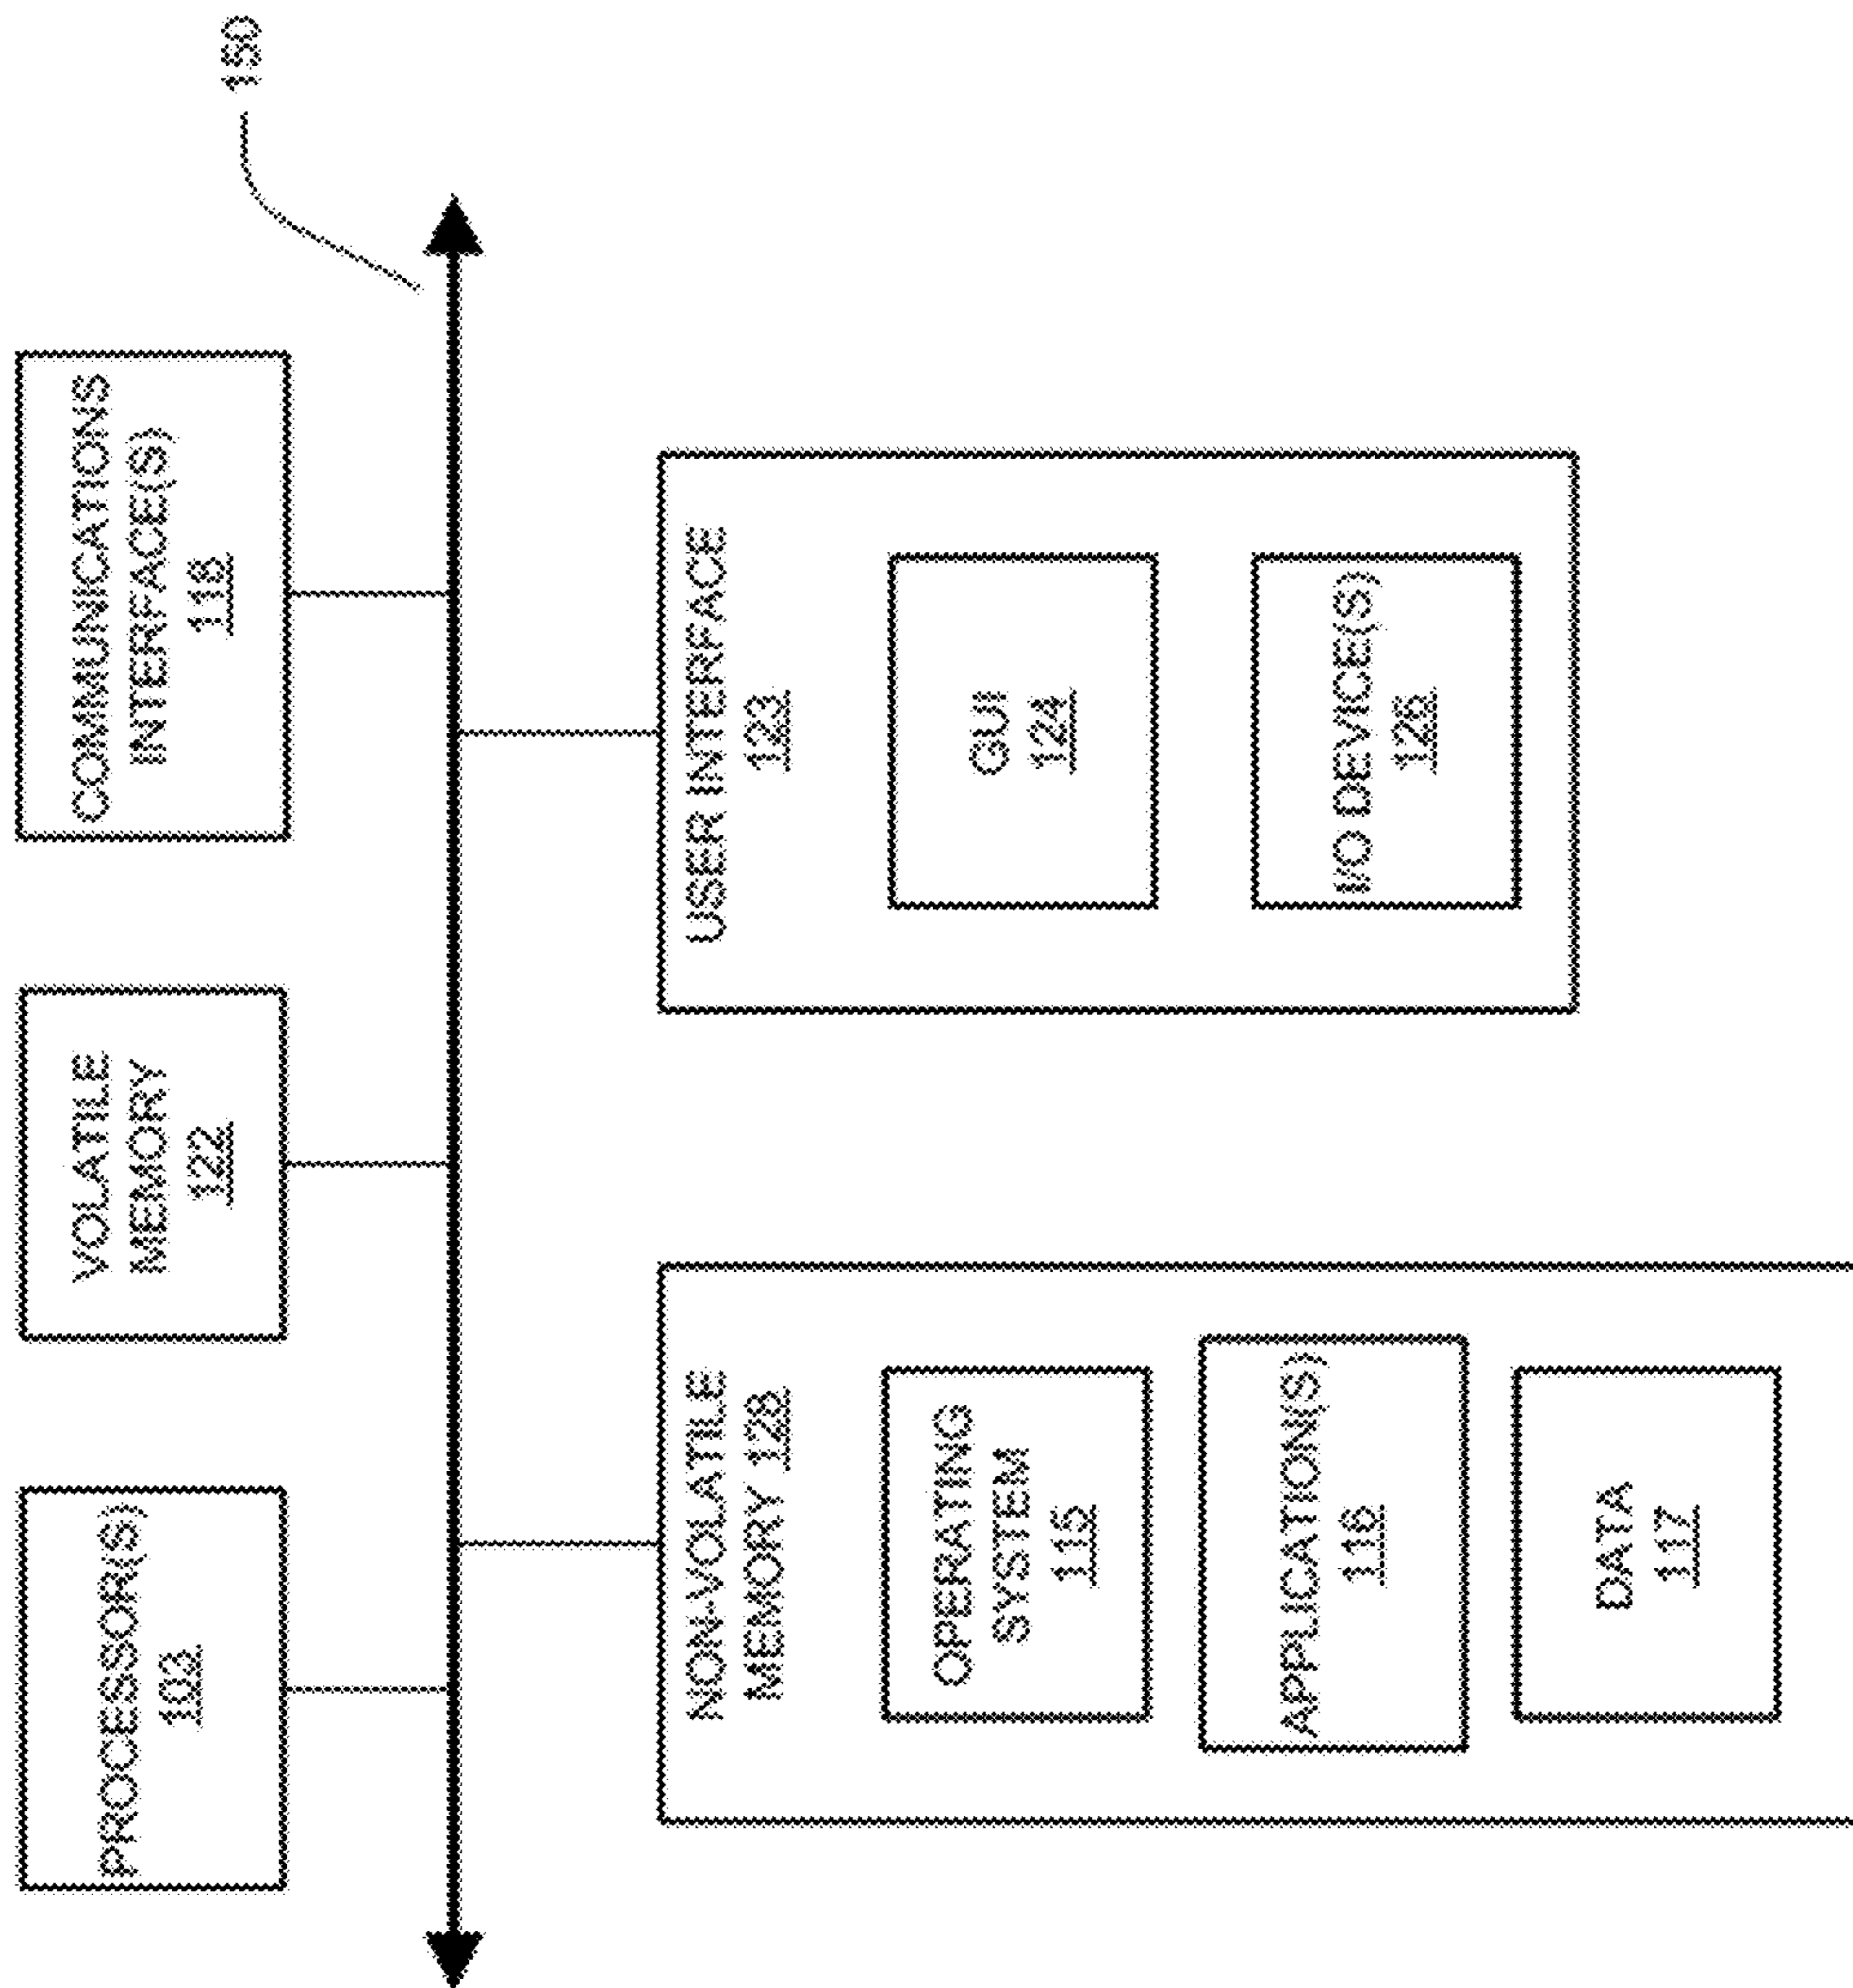 PROCESSOR(S)
103
VOLATILE
MEMORY
122
COMMUNICATIONS
INTERFACE(S)
118
150
NON-VOLATILE
MEMORY 128
OPERATING
SYSTEM
115
APPLICATION(S)
116
DATA
117
USER INTERFACE
123
GUI
124
I/O DEVICE(S)
126